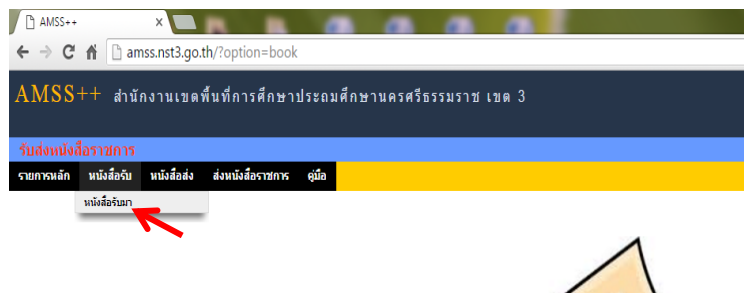 AMSS++
amss.nst3.go.th/?option=book
AMSS++ สำนักงานเขตพื้นที่การศึกษาประถมศึกษานครศรีธรรมราช เขต 3
รับส่งหนังสือราชการ
รายการหลัก หนังสือรับ หนังสือส่ง ส่งหนังสือราชการ คู่มือ
หนังสือรับมา